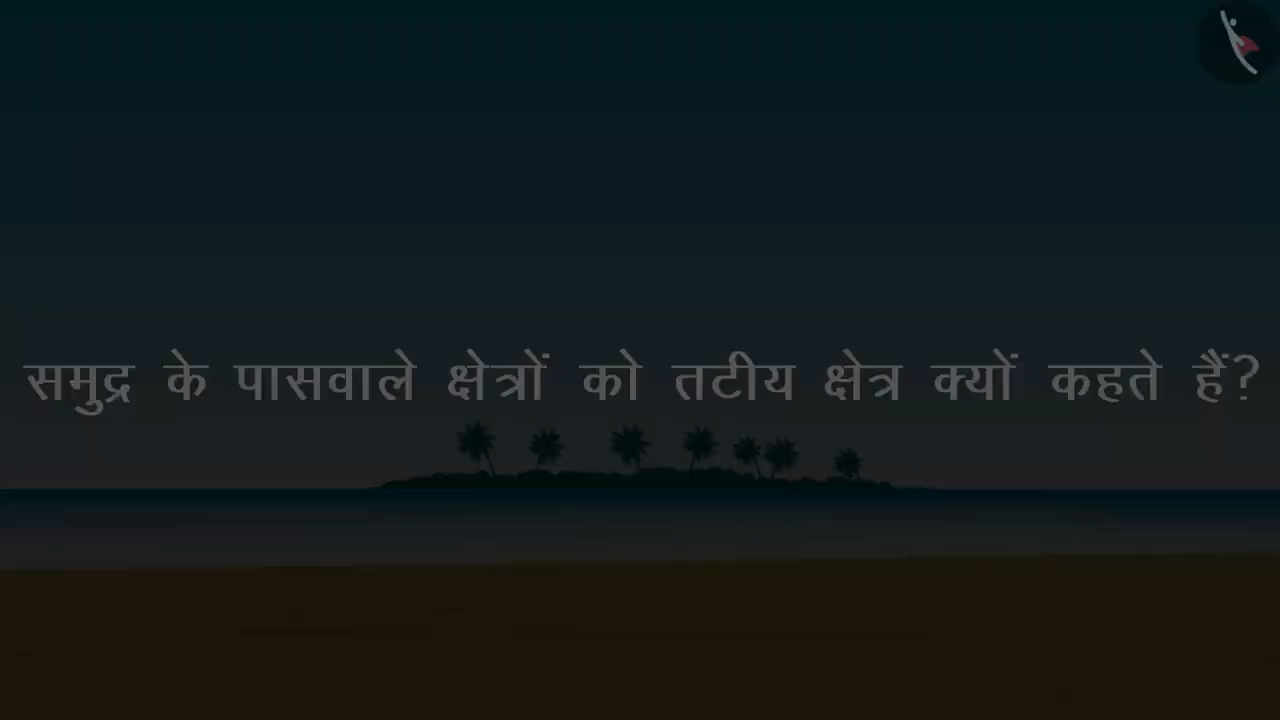 समुद्र के पासवाले क्षेत्रों को तटीय क्षेत्र क्यों कहते हैं?